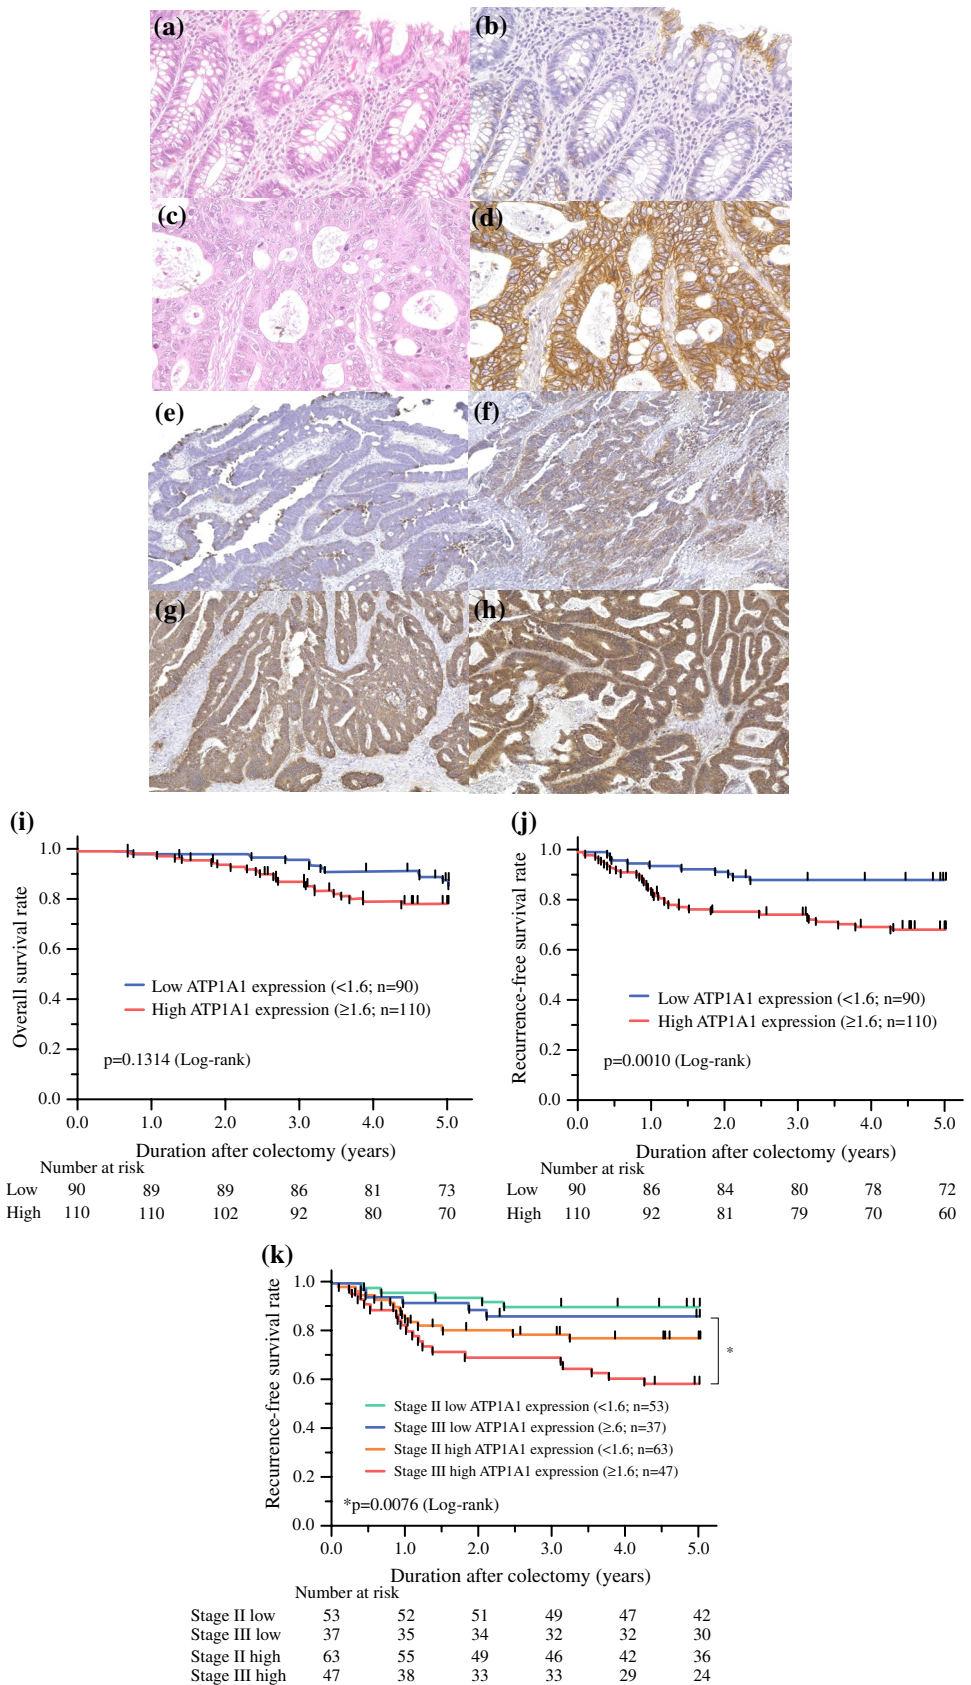 (a)
(b)
(c)
(d)
(e)
(f)
(g)
(h)
(i)
Overall survival rate
1.0
0.8
0.6
0.4
0.2
0.0
Low ATP1A1 expression (<1.6; n=90)
High ATP1A1 expression (≥1.6; n=110)
p=0.1314 (Log-rank)
0.0 1.0 2.0 3.0 4.0 5.0
Duration after colectomy (years)
Number at risk
Low 90 89 89 86 81 73
High 110 110 102 92 80 70
(j)
Recurrence-free survival rate
1.0
0.8
0.6
0.4
0.2
0.0
Low ATP1A1 expression (<1.6; n=90)
High ATP1A1 expression (≥1.6; n=110)
p=0.0010 (Log-rank)
0.0 1.0 2.0 3.0 4.0 5.0
Duration after colectomy (years)
Number at risk
Low 90 86 84 80 78 72
High 110 92 81 79 70 60
(k)
Recurrence-free survival rate
1.0
0.8
0.6
0.4
0.2
0.0
*
Stage II low ATP1A1 expression (<1.6; n=53)
Stage III low ATP1A1 expression (≥.6; n=37)
Stage II high ATP1A1 expression (<1.6; n=63)
Stage III high ATP1A1 expression (≥1.6; n=47)
*p=0.0076 (Log-rank)
0.0 1.0 2.0 3.0 4.0 5.0
Duration after colectomy (years)
Number at risk
Stage II low 53 52 51 49 47 42
Stage III low 37 35 34 32 32 30
Stage II high 63 55 49 46 42 36
Stage III high 47 38 33 33 29 24